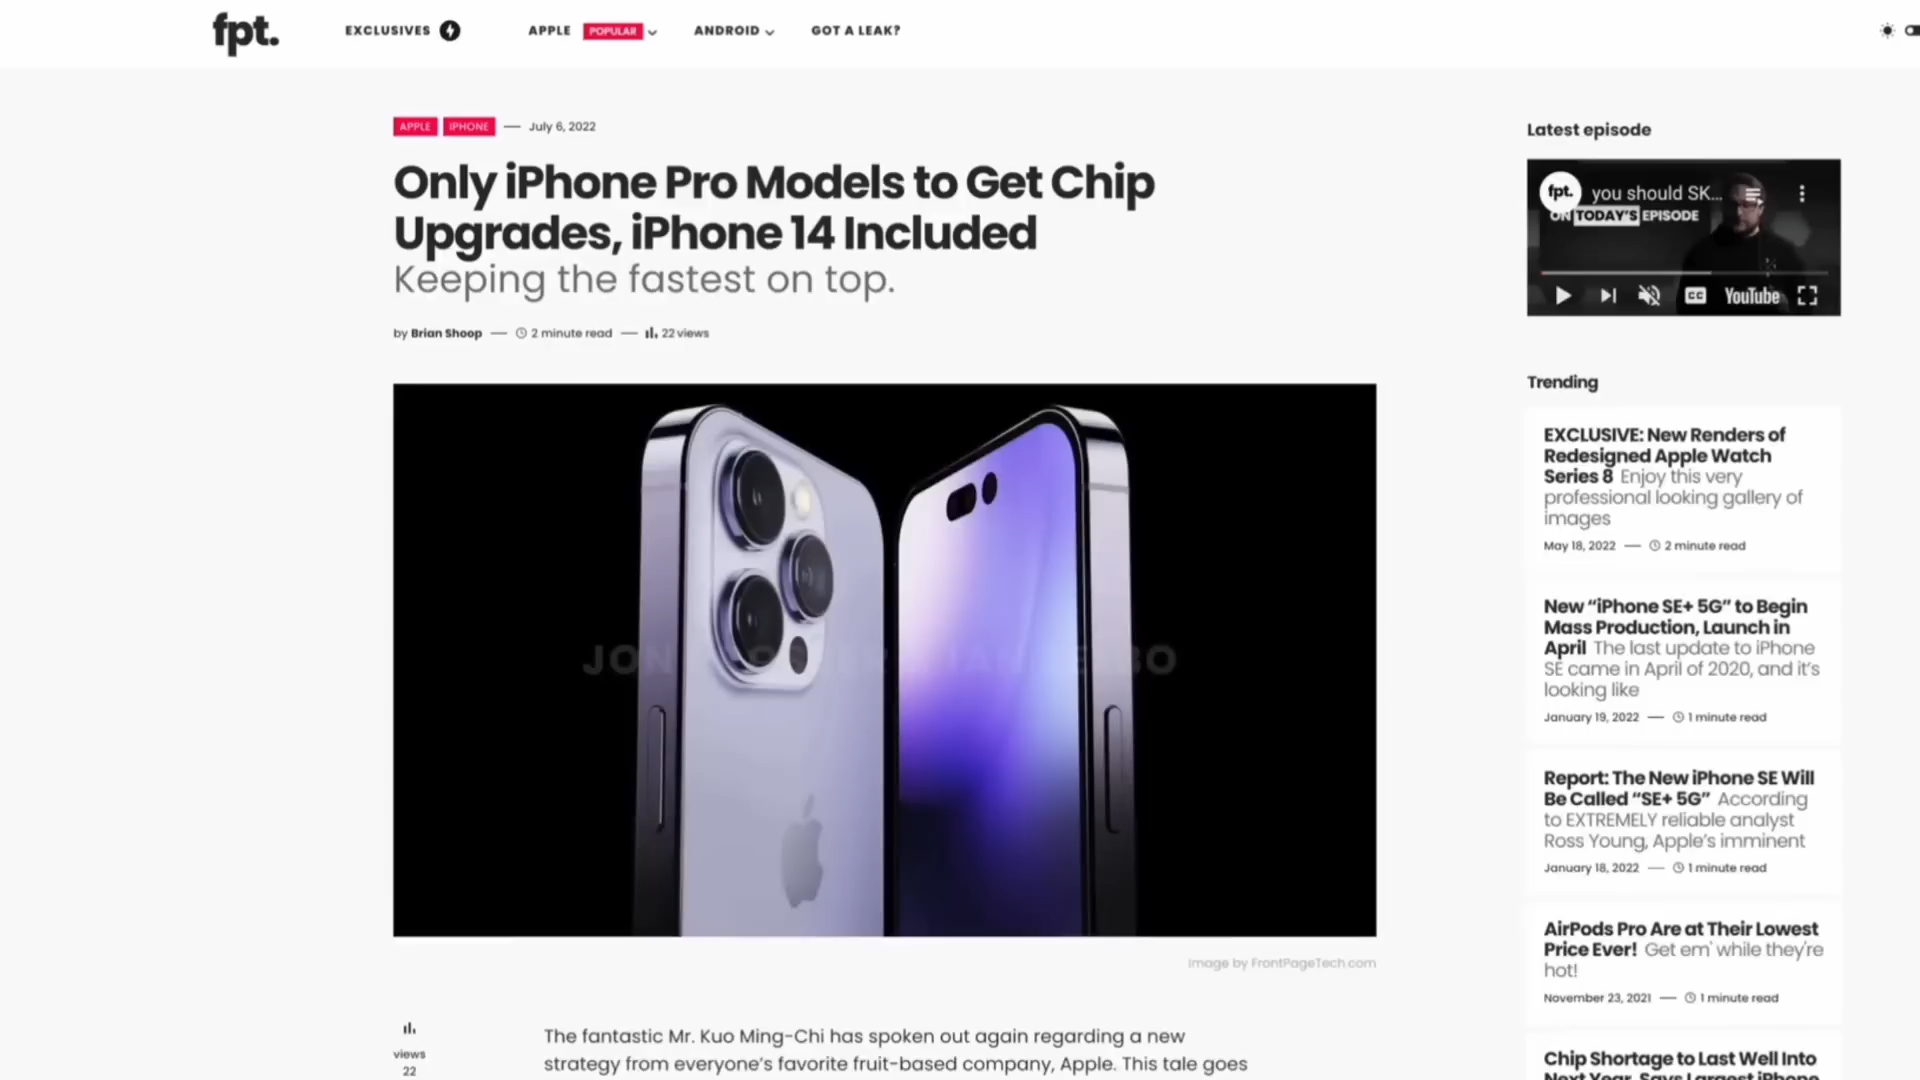 fpt.
EXCLUSIVES
APPLE POPULAR
ANDROID
GOT A LEAK?
APPLE IPHONE — July 6, 2022
Only iPhone Pro Models to Get Chip
Upgrades, iPhone 14 Included
Keeping the fastest on top.
by Brian Shoop — 2 minute read — 22 views
Image by FrontPageTech.com
views
22
The fantastic Mr. Kuo Ming-Chi has spoken out again regarding a new
strategy from everyone’s favorite fruit-based company, Apple. This tale goes
Latest episode
fpt. you should SK...
ON TODAY'S EPISODE
CC YouTube
Trending
EXCLUSIVE: New Renders of
Redesigned Apple Watch
Series 8 Enjoy this very
professional looking gallery of
images
May 18, 2022 — 2 minute read
New “iPhone SE+ 5G” to Begin
Mass Production, Launch in
April The last update to iPhone
SE came in April of 2020, and it’s
looking like
January 19, 2022 — 1 minute read
Report: The New iPhone SE Will
Be Called “SE+ 5G” According
to EXTREMELY reliable analyst
Ross Young, Apple’s imminent
January 18, 2022 — 1 minute read
AirPods Pro Are at Their Lowest
Price Ever! Get em' while they're
hot!
November 23, 2021 — 1 minute read
Chip Shortage to Last Well Into
Next Year, Says Largest iPhone